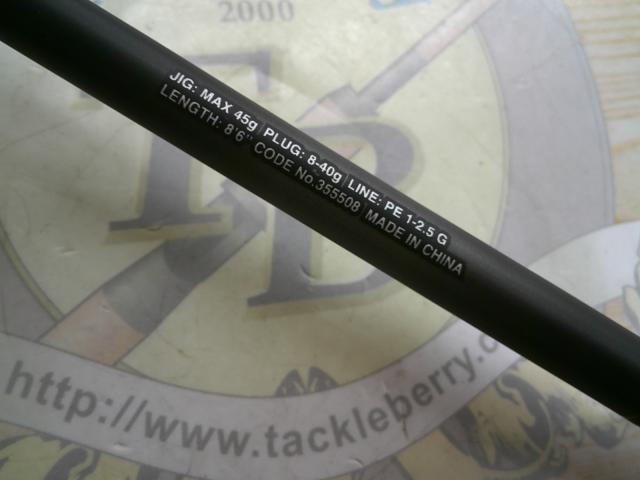 2000
TB
JIG: MAX 45g | PLUG: 8-40g | LINE: PE 1-2.5 G
LENGTH: 8'6" CODE No.355508 MADE IN CHINA
http://www.tackleberry.c